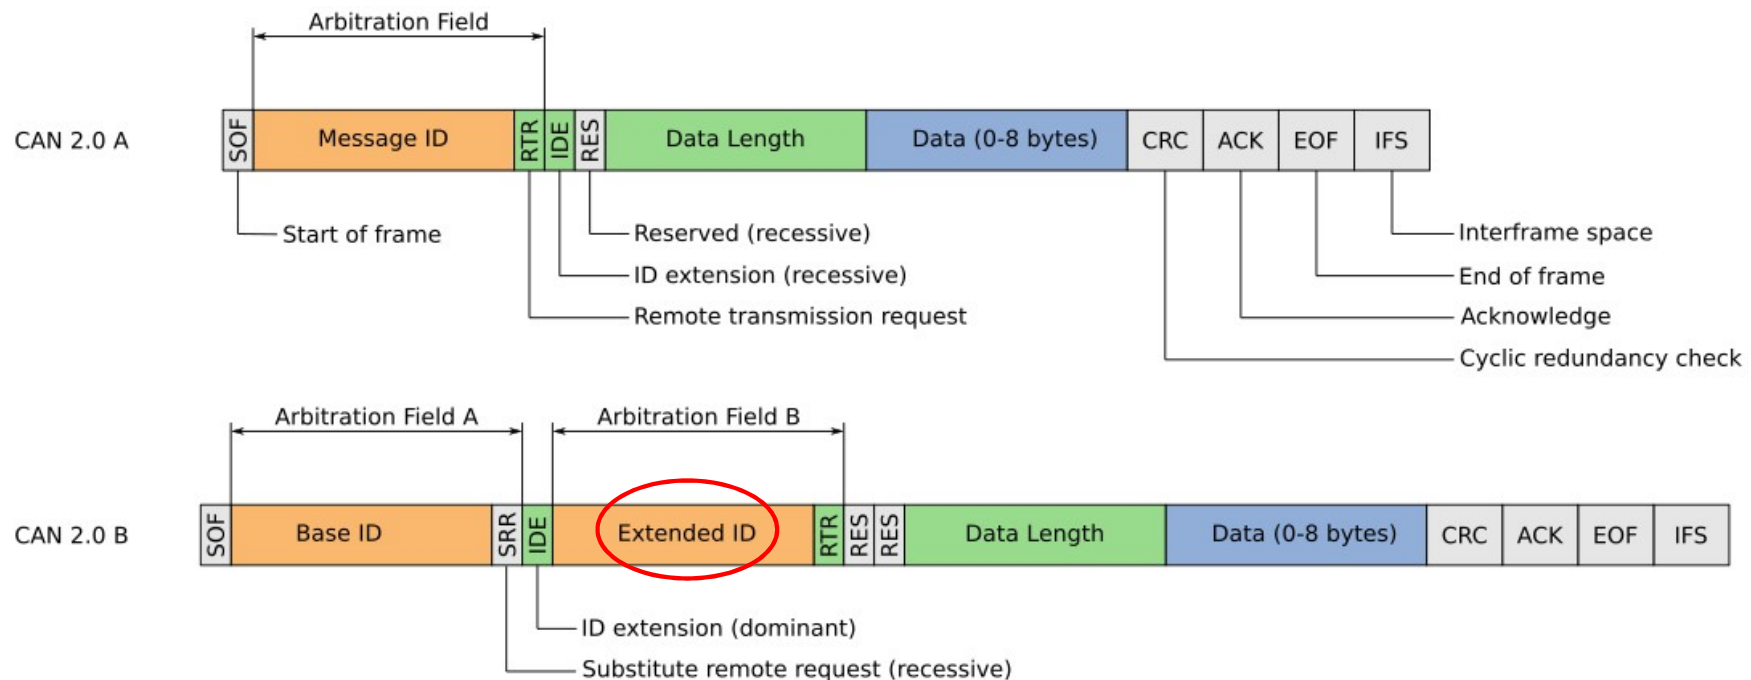 Arbitration Field
CAN 2.0 A
SOF
Message ID
RTR
IDE
RES
Data Length
Data (0-8 bytes)
CRC
ACK
EOF
IFS
Start of frame
Reserved (recessive)
ID extension (recessive)
Remote transmission request
Interframe space
End of frame
Acknowledge
Cyclic redundancy check
Arbitration Field A
Arbitration Field B
CAN 2.0 B
SOF
Base ID
SRR
IDE
Extended ID
RTR
RES
RES
Data Length
Data (0-8 bytes)
CRC
ACK
EOF
IFS
ID extension (dominant)
Substitute remote request (recessive)